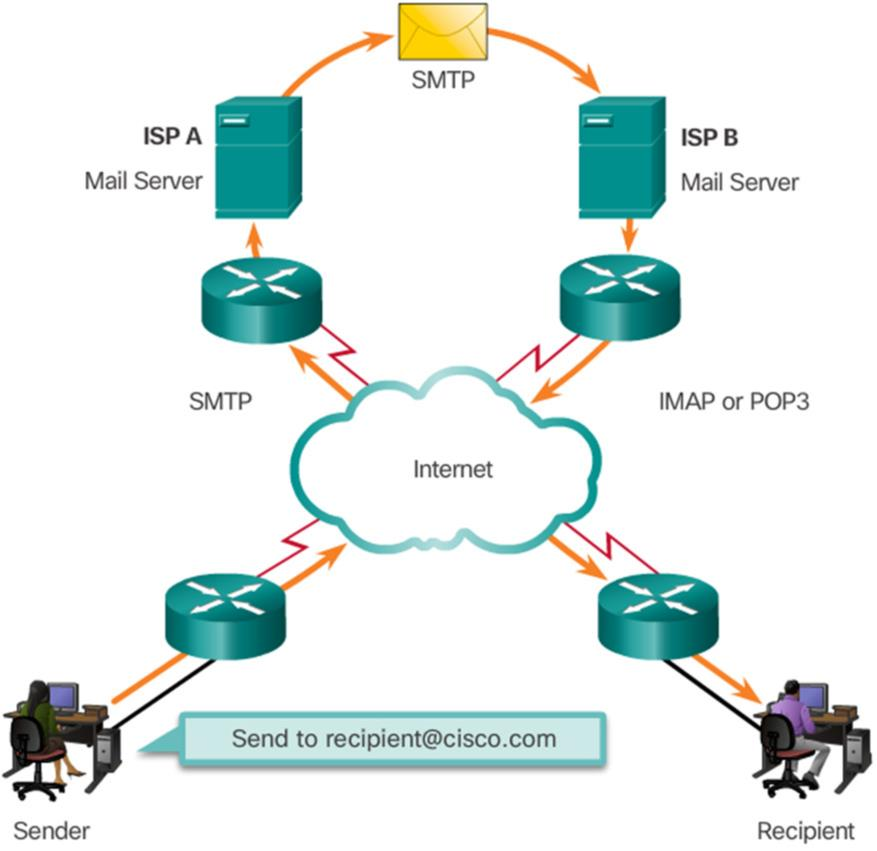 SMTP
ISP A
Mail Server
ISP B
Mail Server
SMTP
IMAP or POP3
Internet
Send to recipient@cisco.com
Sender
Recipient